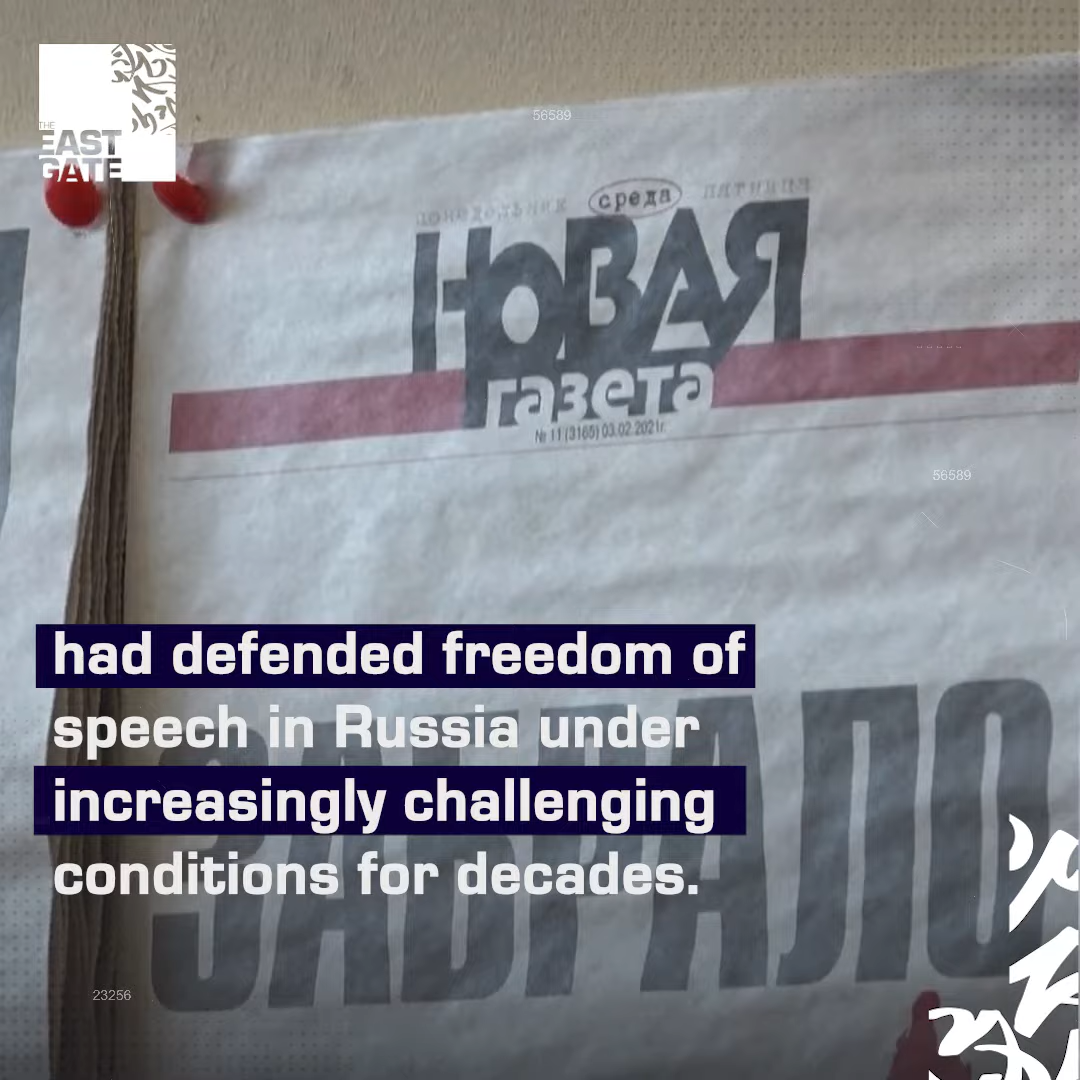 THE
EAST
GATE
56589
понедельник среда пятница
НОВАЯ
газета
№ 11 (3165) 03.02.2021г.
56589
had defended freedom of
speech in Russia under
increasingly challenging
conditions for decades.
ЗАБРАЛО
23256